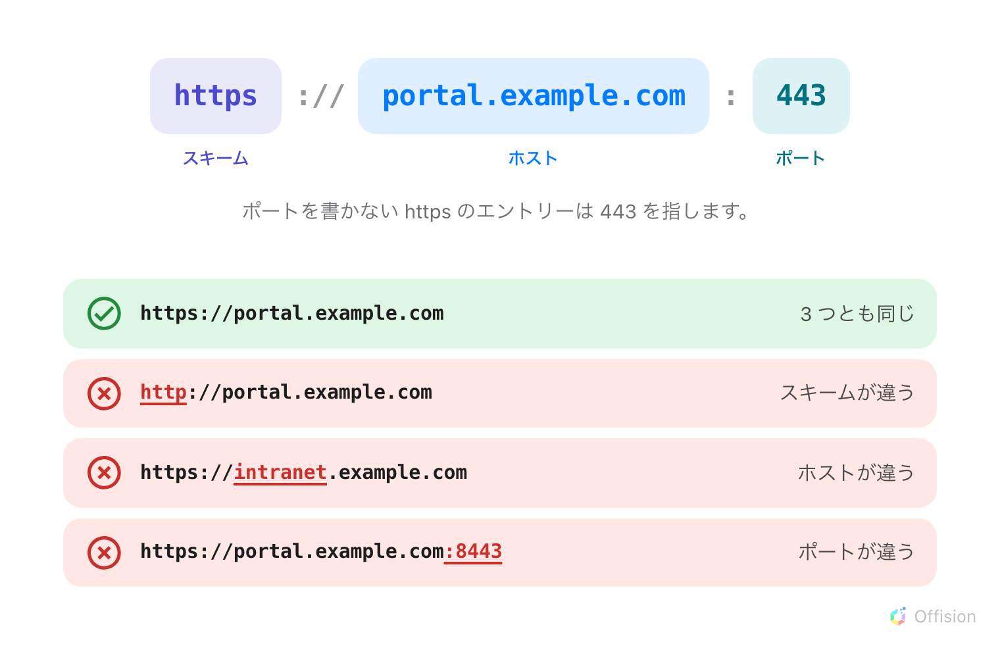 https :// portal.example.com : 443
スキーム ホスト ポート
ポートを書かない https のエントリーは 443 を指します。
https://portal.example.com 3 つとも同じ
http://portal.example.com スキームが違う
https://intranet.example.com ホストが違う
https://portal.example.com:8443 ポートが違う
Offision